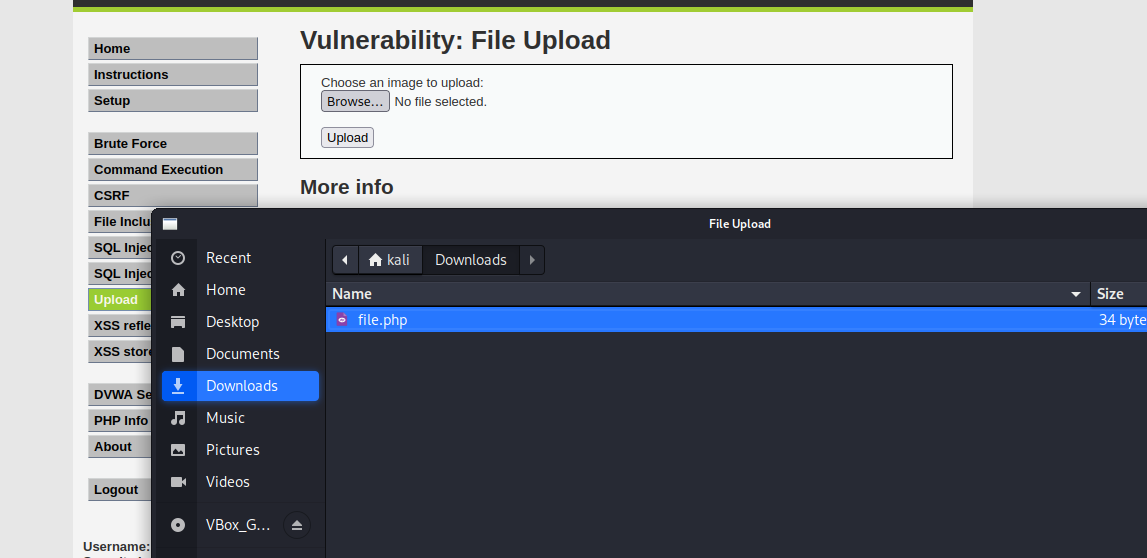 Home
Instructions
Setup
Brute Force
Command Execution
CSRF
File Inclu
SQL Injec
SQL Injec
Upload
XSS refle
XSS store
DVWA Se
PHP Info
About
Logout
Username:
Vulnerability: File Upload
Choose an image to upload:
Browse... No file selected.
Upload
More info
File Upload
Recent
Home
Desktop
Documents
Downloads
Music
Pictures
Videos
VBox_G...
kali Downloads
Name Size
file.php 34 byte